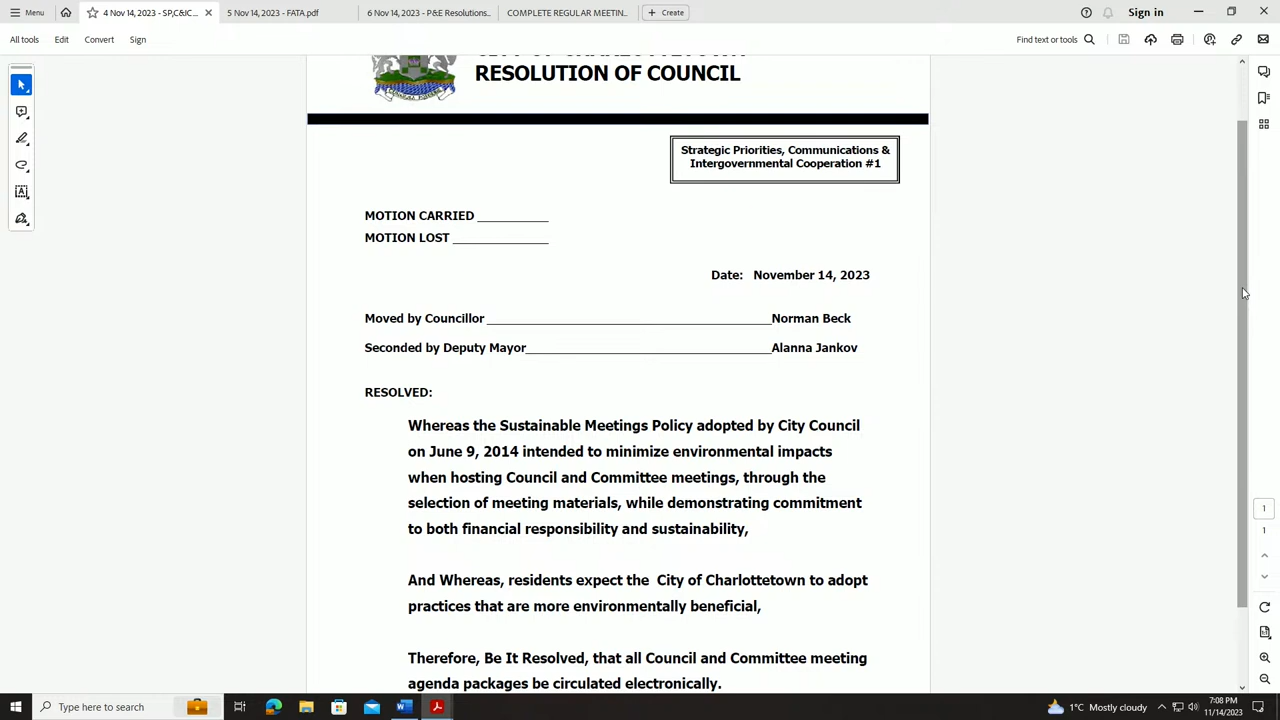 Menu
4 Nov 14, 2023 - SP,C&IC...
5 Nov 14, 2023 - FATA.pdf
6 Nov 14, 2023 - P&E Resolutions...
COMPLETE REGULAR MEETIN...
+ Create
Sign in
All tools Edit Convert Sign
Find text or tools
RESOLUTION OF COUNCIL
Strategic Priorities, Communications &
Intergovernmental Cooperation #1
MOTION CARRIED ___________
MOTION LOST ______________
Date: November 14, 2023
Moved by Councillor ___________________________________________Norman Beck
Seconded by Deputy Mayor_____________________________________Alanna Jankov
RESOLVED:
Whereas the Sustainable Meetings Policy adopted by City Council
on June 9, 2014 intended to minimize environmental impacts
when hosting Council and Committee meetings, through the
selection of meeting materials, while demonstrating commitment
to both financial responsibility and sustainability,
And Whereas, residents expect the City of Charlottetown to adopt
practices that are more environmentally beneficial,
Therefore, Be It Resolved, that all Council and Committee meeting
agenda packages be circulated electronically.
1
1
Type here to search
1°C Mostly cloudy
7:08 PM
11/14/2023